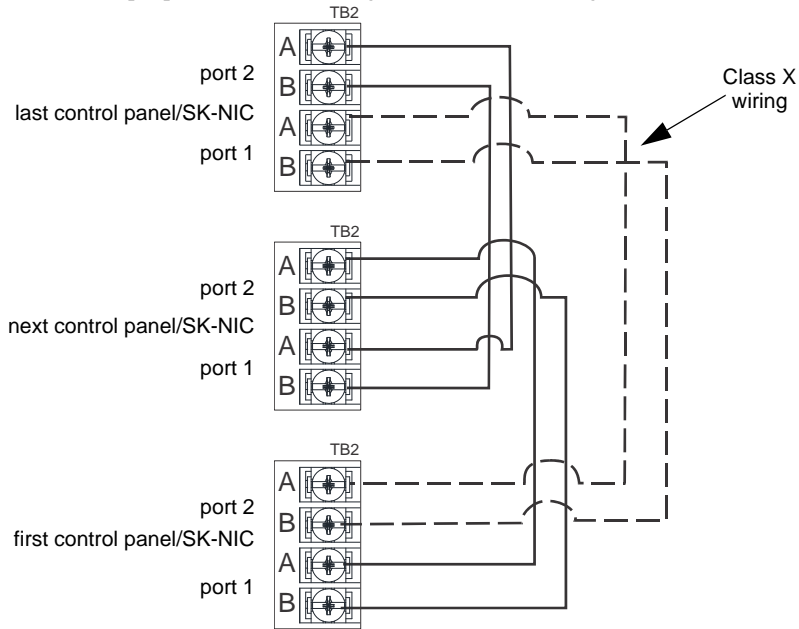 TB2
A
port 2
B
last control panel/SK-NIC
A
port 1
B
Class X
wiring
TB2
A
port 2
B
next control panel/SK-NIC
A
port 1
B
TB2
A
port 2
B
first control panel/SK-NIC
A
port 1
B